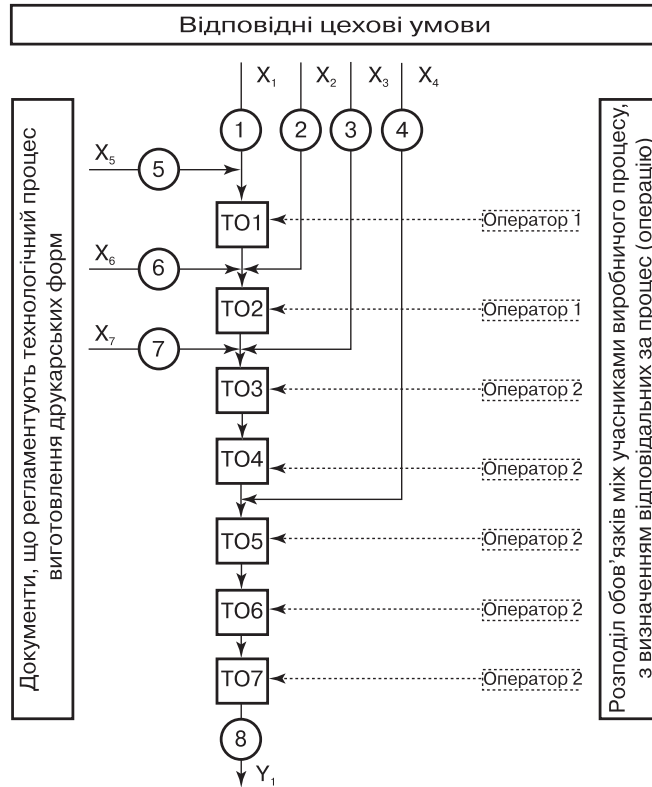 Відповідні цехові умови
X₁ X₂ X₃ X₄
1 2 3 4
X₅ 5
ТО1 Оператор 1
X₆ 6
ТО2 Оператор 1
X₇ 7
ТО3 Оператор 2
ТО4 Оператор 2
ТО5 Оператор 2
ТО6 Оператор 2
ТО7 Оператор 2
8
Y₁
Документи, що регламентують технологічний процес
виготовлення друкарських форм
Розподіл обов’язків між учасниками виробничого процесу,
з визначенням відповідальних за процес (операцію)